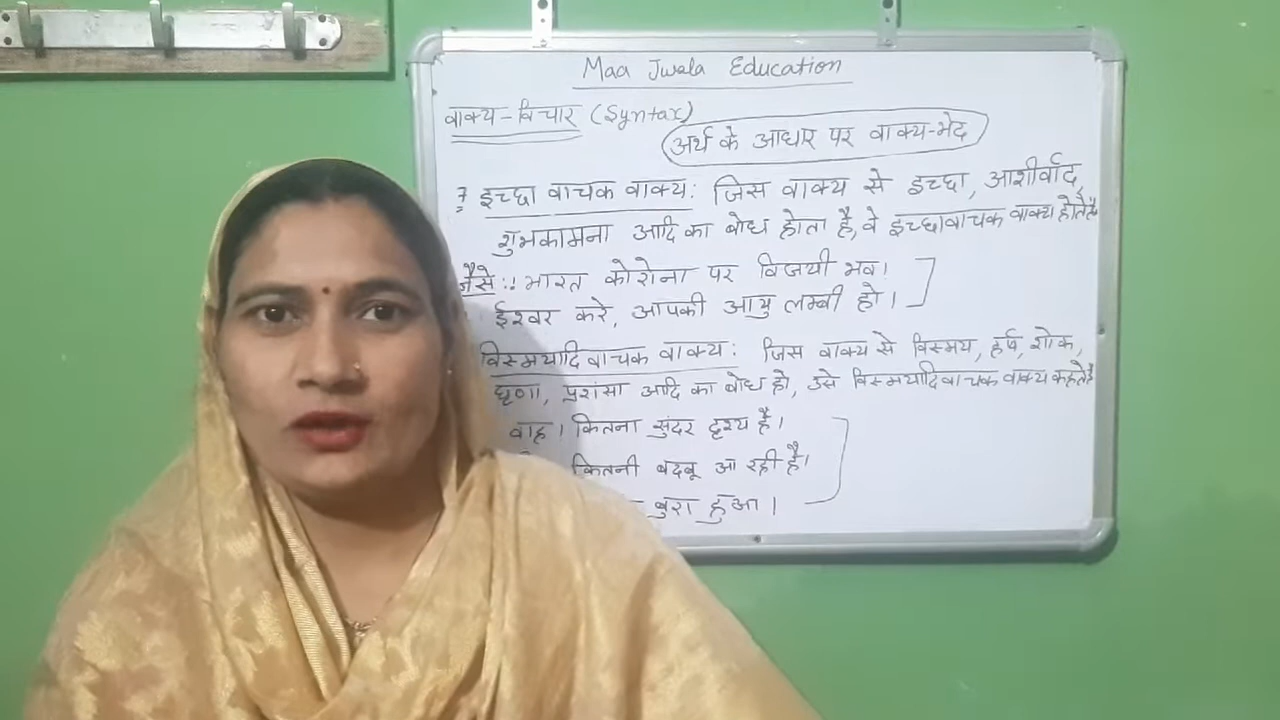 Maa Jwala Education
वाक्य-विचार (Syntax)
अर्थ के आधार पर वाक्य-भेद
7 इच्छा वाचक वाक्य: जिस वाक्य से इच्छा, आशीर्वाद,
शुभकामना आदि का बोध होता है, वे इच्छावाचक वाक्य होते है
जैसे:: भारत कोरोना पर विजयी भव।
ईश्वर करे, आपकी आयु लम्बी हो।
विस्मयादिवाचक वाक्य: जिस वाक्य से विस्मय, हर्ष, शोक,
घृणा, प्रशंसा आदि का बोध हो, उसे विस्मयादिवाचक वाक्य कहते है
वाह। कितना सुंदर दृश्य है।
कितनी बदबू आ रही है।
बुरा हुआ।